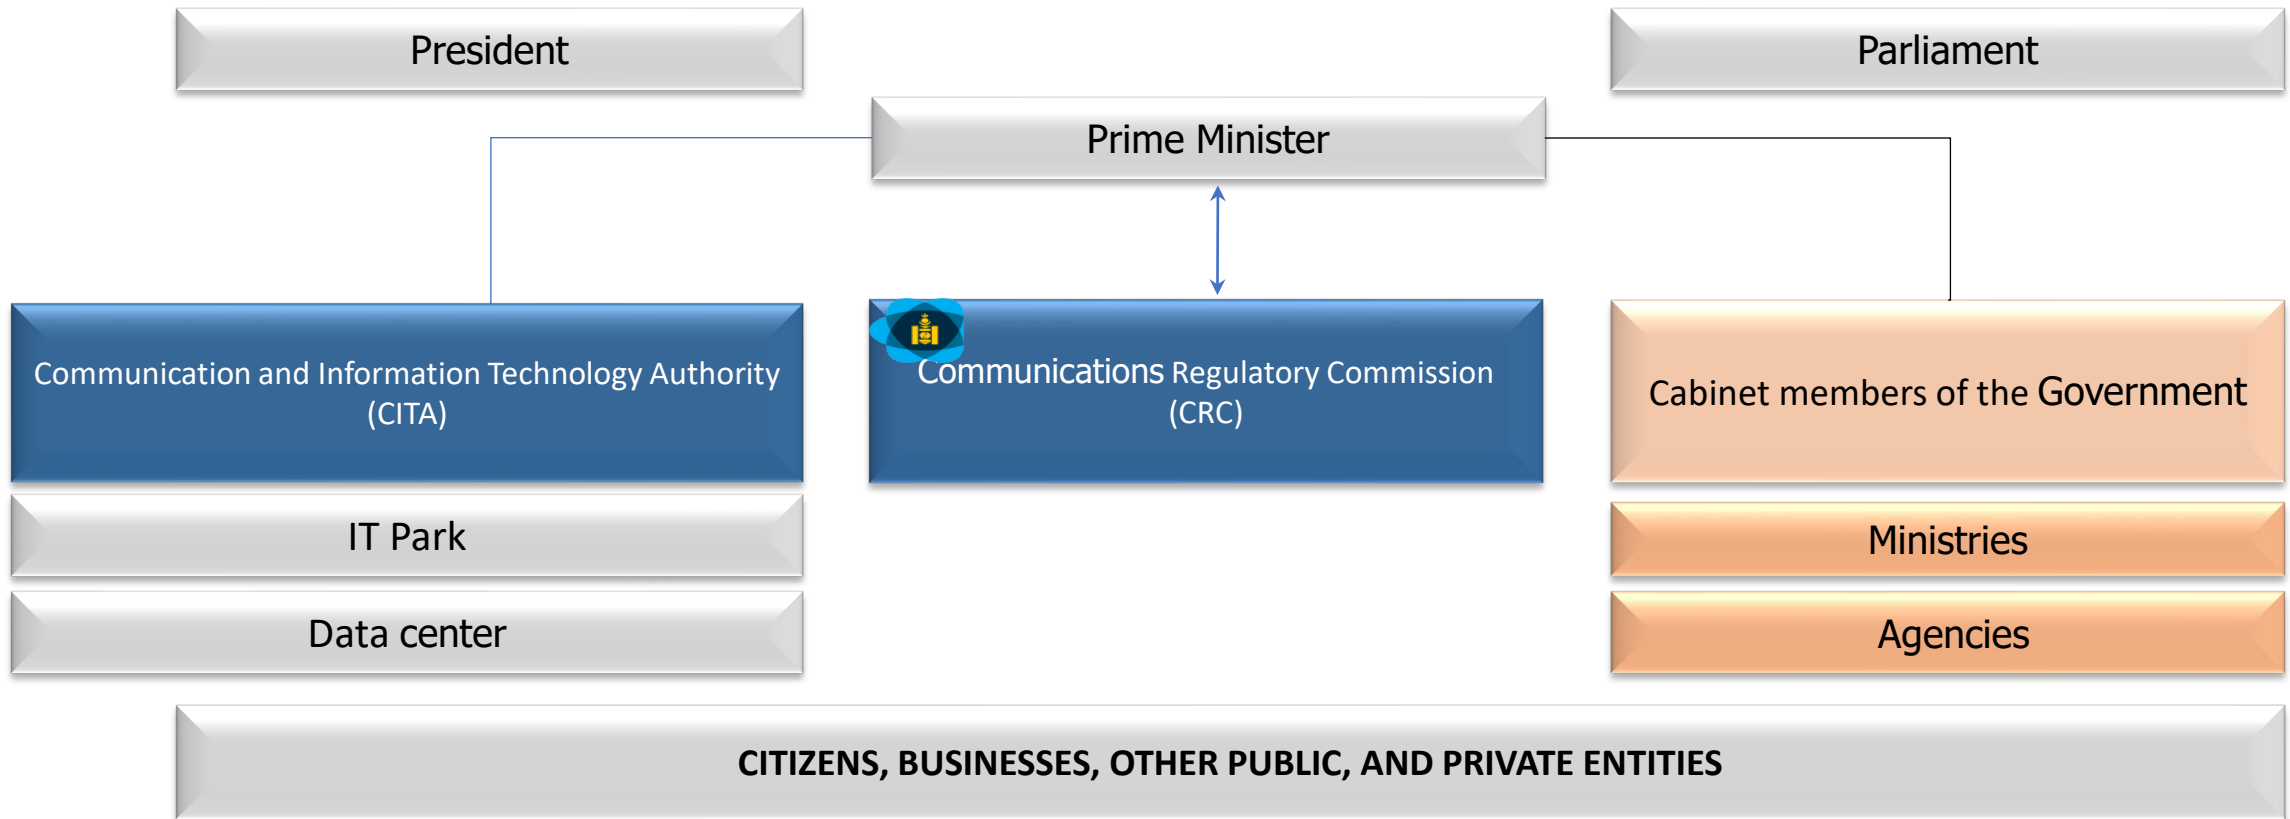 President
Parliament
Prime Minister
Communication and Information Technology Authority
(CITA)
Communications Regulatory Commission
(CRC)
Cabinet members of the Government
IT Park
Ministries
Data center
Agencies
CITIZENS, BUSINESSES, OTHER PUBLIC, AND PRIVATE ENTITIES